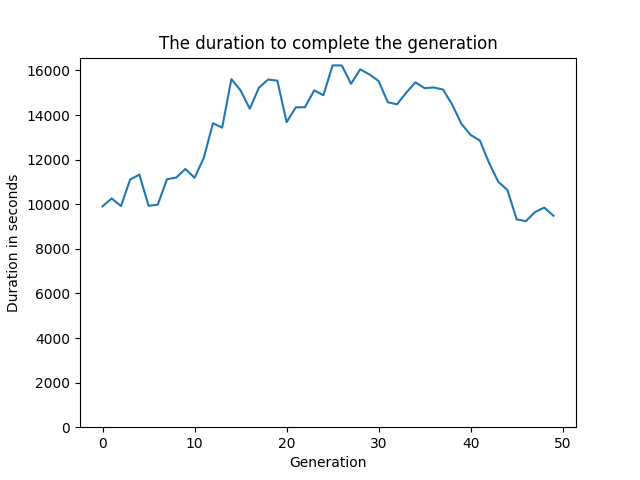 The duration to complete the generation
16000
14000
12000
10000
8000
6000
4000
2000
0
Duration in seconds
0 10 20 30 40 50
Generation